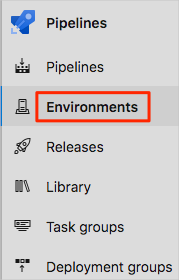 Pipelines
Pipelines
Environments
Releases
Library
Task groups
Deployment groups